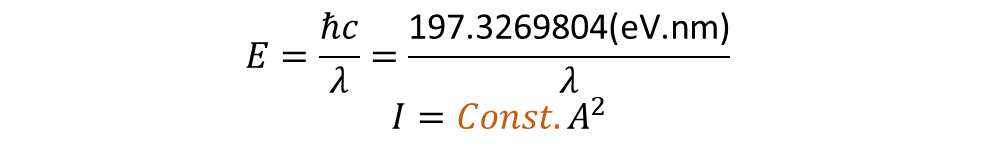 E = ħc/λ = 197.3269804(eV.nm)/λ
I = Const. A²